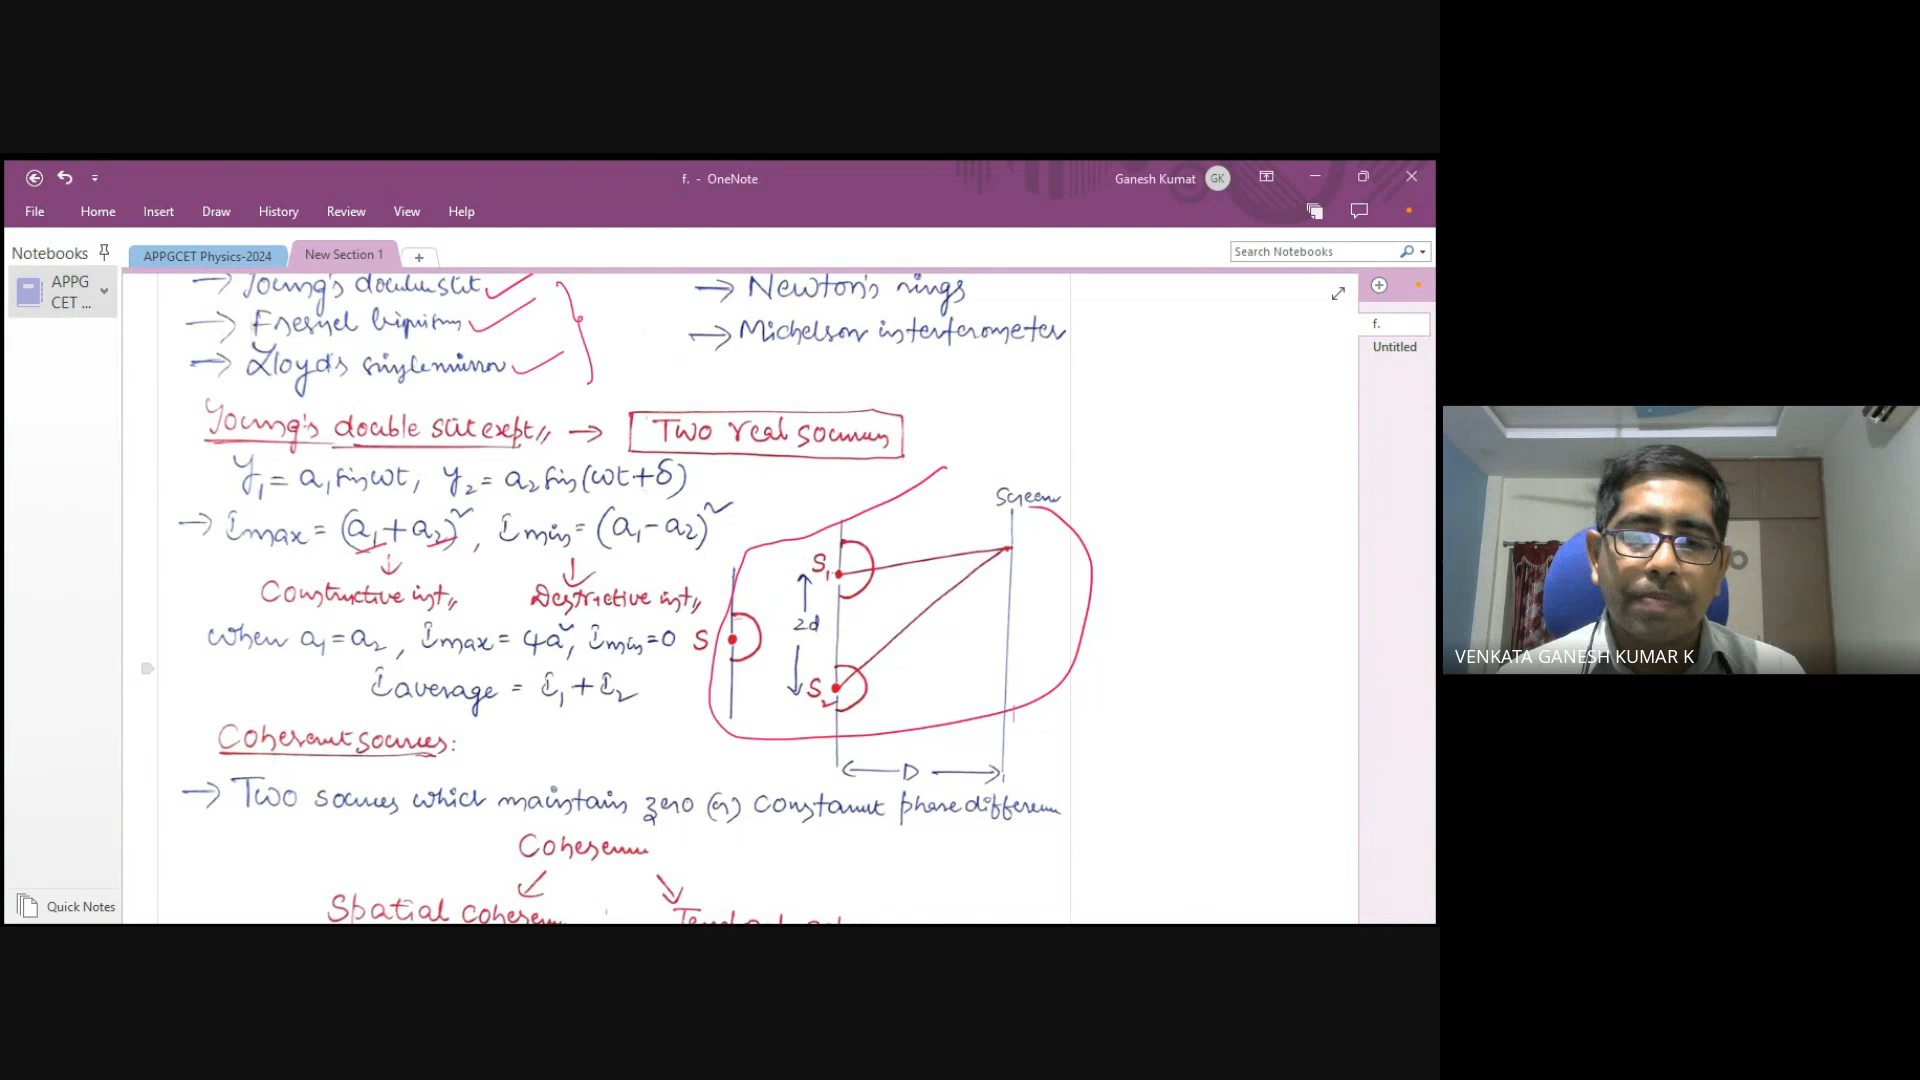 f. - OneNote
Ganesh Kumat GK
File Home Insert Draw History Review View Help
Notebooks
APPGCET Physics-2024
New Section 1
+
Search Notebooks
APPG
CET ...
f.
Untitled
→ Young's double slit
→ Fresnel biprism
→ Lloyd's single mirror
→ Newton's rings
→ Michelson interferometer
Young's double slit expt // → Two real sources
y₁ = a₁ sin ωt, y₂ = a₂ sin (ωt + δ)
→ Imax = (a₁ + a₂)², Imin = (a₁ - a₂)²
Constructive int //
Destrictive int //
when a₁ = a₂, Imax = 4a², Imin = 0
Iaverage = I₁ + I₂
Screen
S₁
2d
S
S₂
D
Coherent sources:
→ Two sources which maintain zero (or) constant phase difference
Coherence
Spatial coherence
Quick Notes
VENKATA GANESH KUMAR K